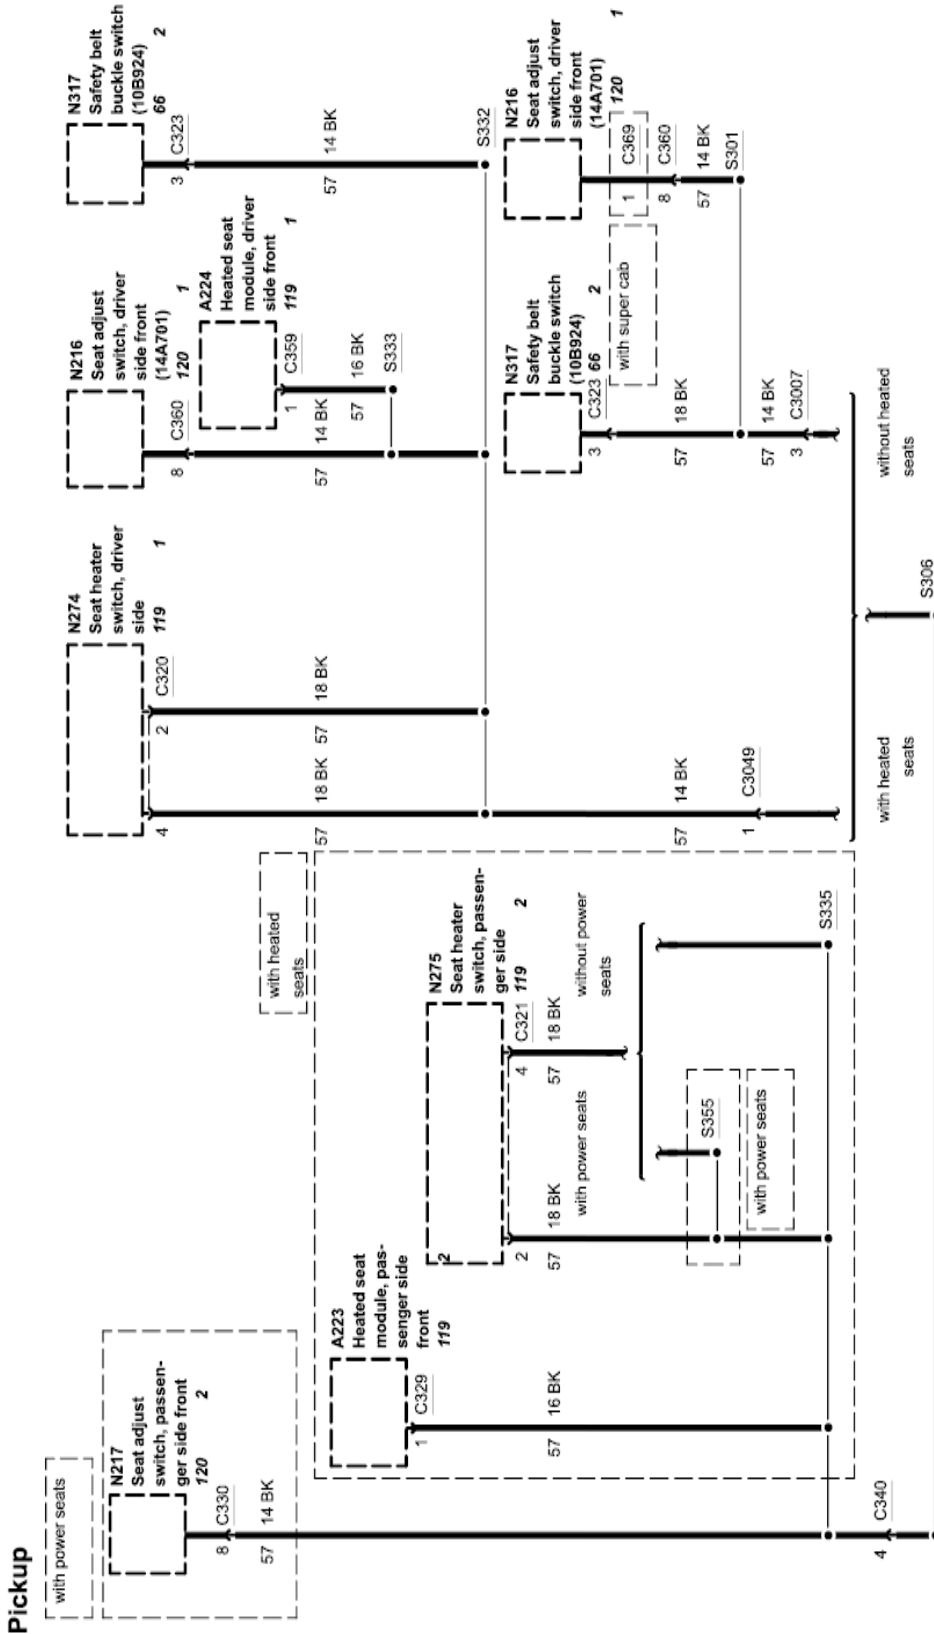 Pickup
with power seats
N217
Seat adjust
switch, passen-
ger side front
120 2
8 C330
57 14 BK
4 C340
A223
Heated seat
module, pas-
senger side
front
119
2
1 C329
57 16 BK
with heated
seats
N275
Seat heater
switch, passen-
ger side
119 2
2
57 18 BK
4 C321
57 18 BK
with power seats
without power
seats
S355
with power seats
S335
N274
Seat heater
switch, driver
side
119 1
4
57 18 BK
2 C320
57 18 BK
57 14 BK
1 C3049
with heated
seats
N216
Seat adjust
switch, driver
side front
(14A701)
120 1
8 C360
57 14 BK
A224
Heated seat
module, driver
side front
119 1
1 C359
57 16 BK
S333
N317
Safety belt
buckle switch
(10B924)
66 2
3 C323
57 14 BK
S332
N317
Safety belt
buckle switch
(10B924)
66 2
3 C323
57 18 BK
57 14 BK
3 C3007
with super cab
N216
Seat adjust
switch, driver
side front
(14A701)
120 1
1 C369
8 C360
57 14 BK
S301
without heated
seats
S306